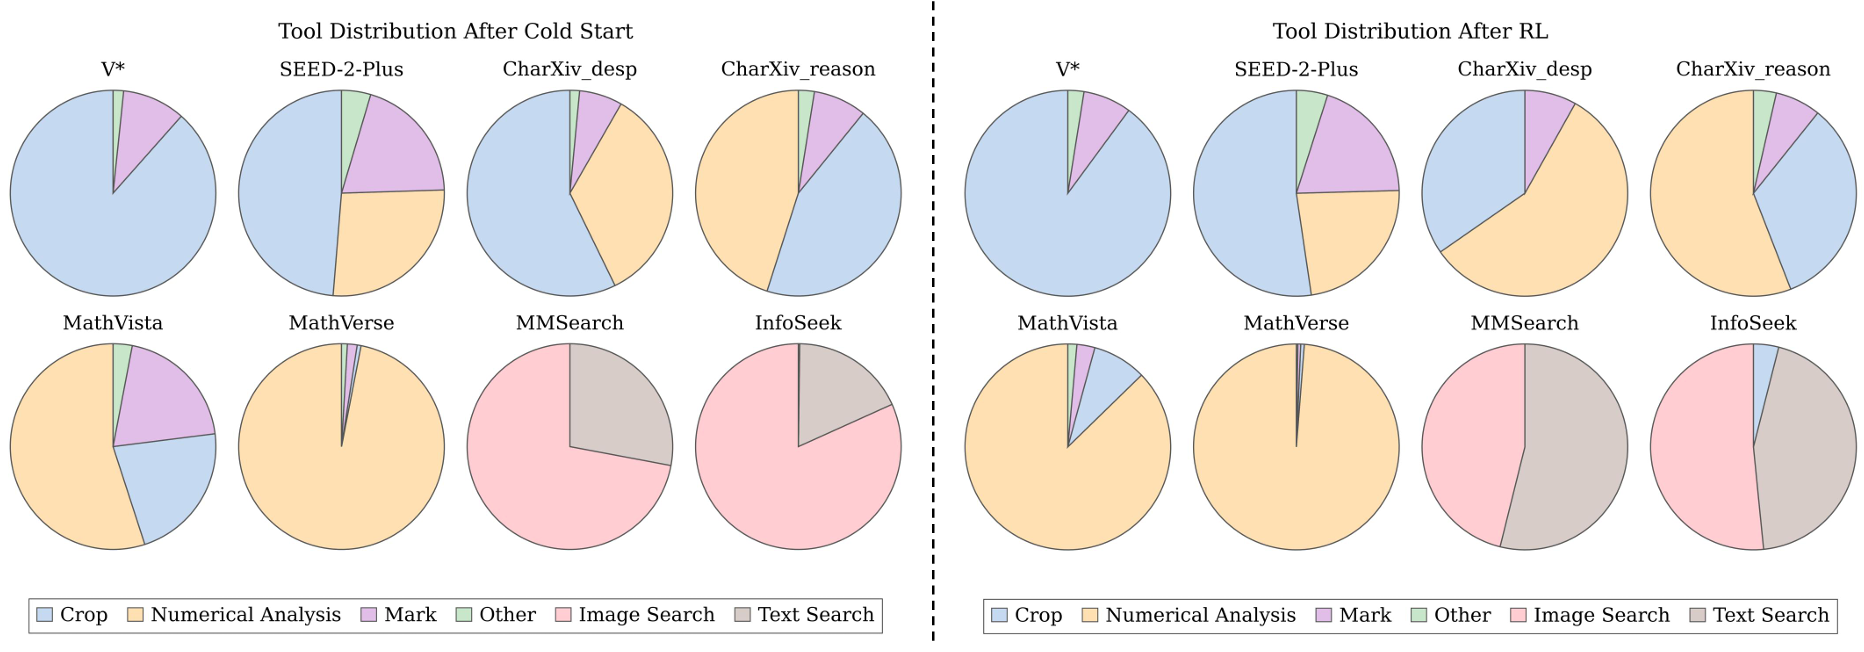 Tool Distribution After Cold Start
V*
SEED-2-Plus
CharXiv_desp
CharXiv_reason
MathVista
MathVerse
MMSearch
InfoSeek
Crop
Numerical Analysis
Mark
Other
Image Search
Text Search
Tool Distribution After RL
V*
SEED-2-Plus
CharXiv_desp
CharXiv_reason
MathVista
MathVerse
MMSearch
InfoSeek
Crop
Numerical Analysis
Mark
Other
Image Search
Text Search